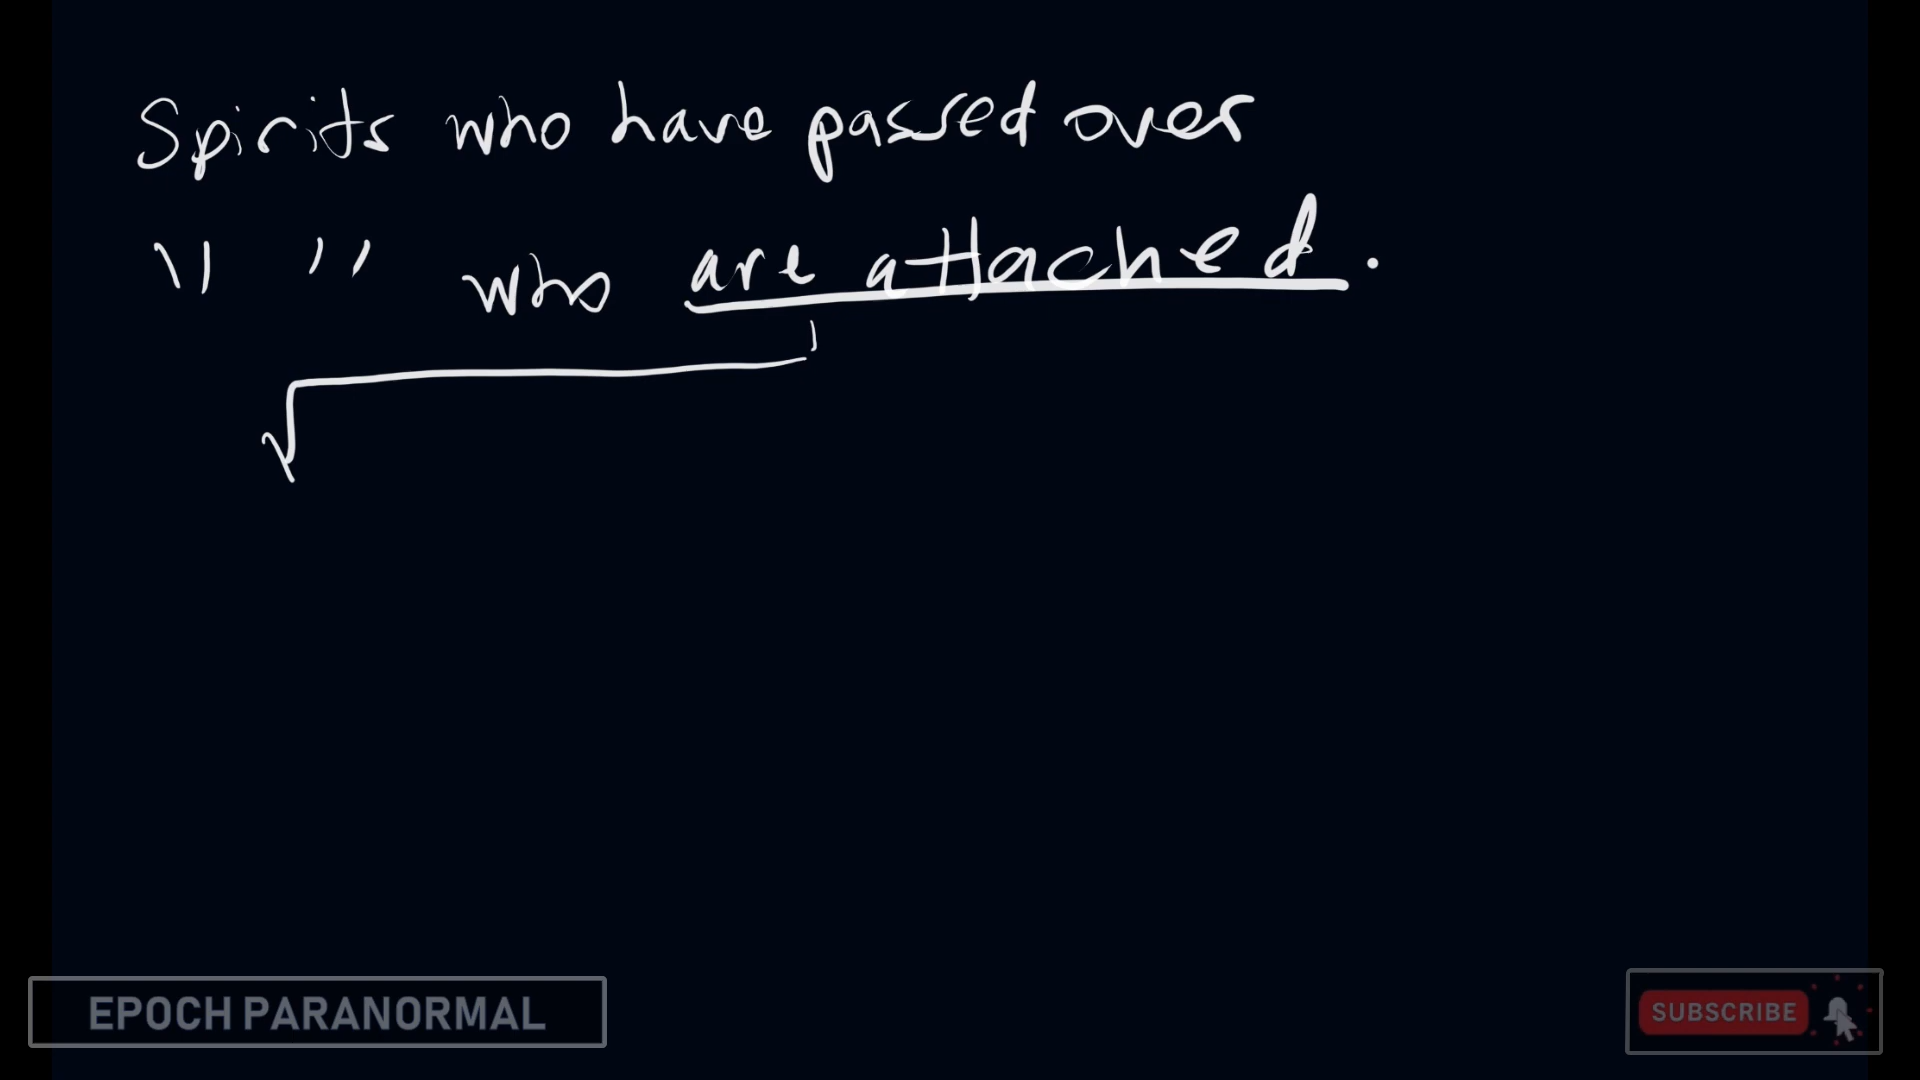 Spirits who have passed over
" " who are attached.
EPOCH PARANORMAL
SUBSCRIBE